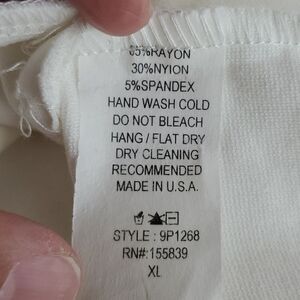 65%RAYON
30%NYION
5%SPANDEX
HAND WASH COLD
DO NOT BLEACH
HANG / FLAT DRY
DRY CLEANING
RECOMMENDED
MADE IN U.S.A.
STYLE : 9P1268
RN#: 155839
XL